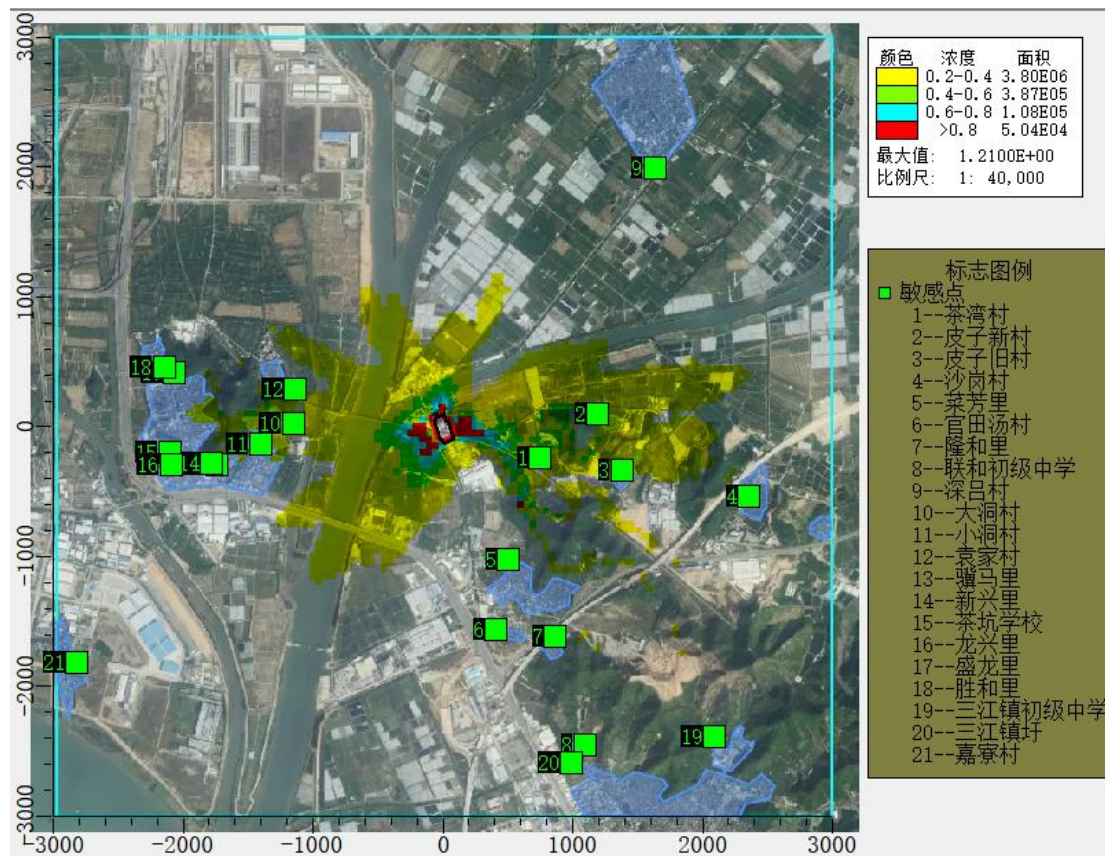 颜色 浓度 面积
0.2-0.4 3.80E06
0.4-0.6 3.87E05
0.6-0.8 1.08E05
>0.8 5.04E04
最大值: 1.2100E+00
比例尺: 1: 40,000
标志图例
敏感点
1--茶湾村
2--皮子新村
3--皮子旧村
4--沙岗村
5--菜芳里
6--官田汤村
7--隆和里
8--联和初级中学
9--深吕村
10--大洞村
11--小洞村
12--袁家村
13--骥马里
14--新兴里
15--茶坑学校
16--龙兴里
17--盛龙里
18--胜和里
19--三江镇初级中学
20--三江镇圩
21--嘉寮村
3000
2000
1000
0
-1000
-2000
-3000
-3000 -2000 -1000 0 1000 2000 3000
9
18
12
10
2
11
1
15
16
14
3
4
5
6
7
21
19
8
20